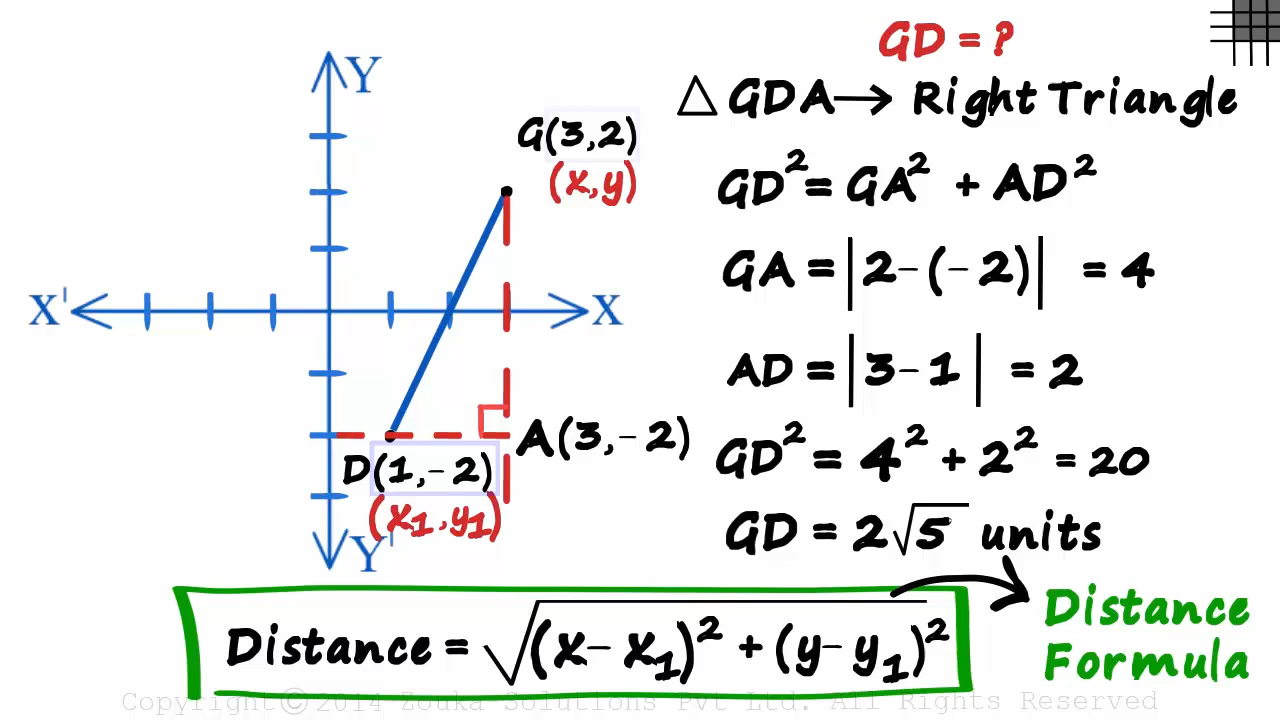 GD = ?
△ GDA → Right Triangle
GD² = GA² + AD²
GA = |2-(-2)| = 4
AD = |3-1| = 2
GD² = 4² + 2² = 20
GD = 2√5 units
Y
G(3,2)
(x,y)
X'
X
A(3,-2)
D(1,-2)
(x₁,y₁)
Y'
Distance = √(x-x₁)² + (y-y₁)²
Distance
Formula
Copyright© 2014 Zouka Solutions Pvt Ltd. All Rights Reserved